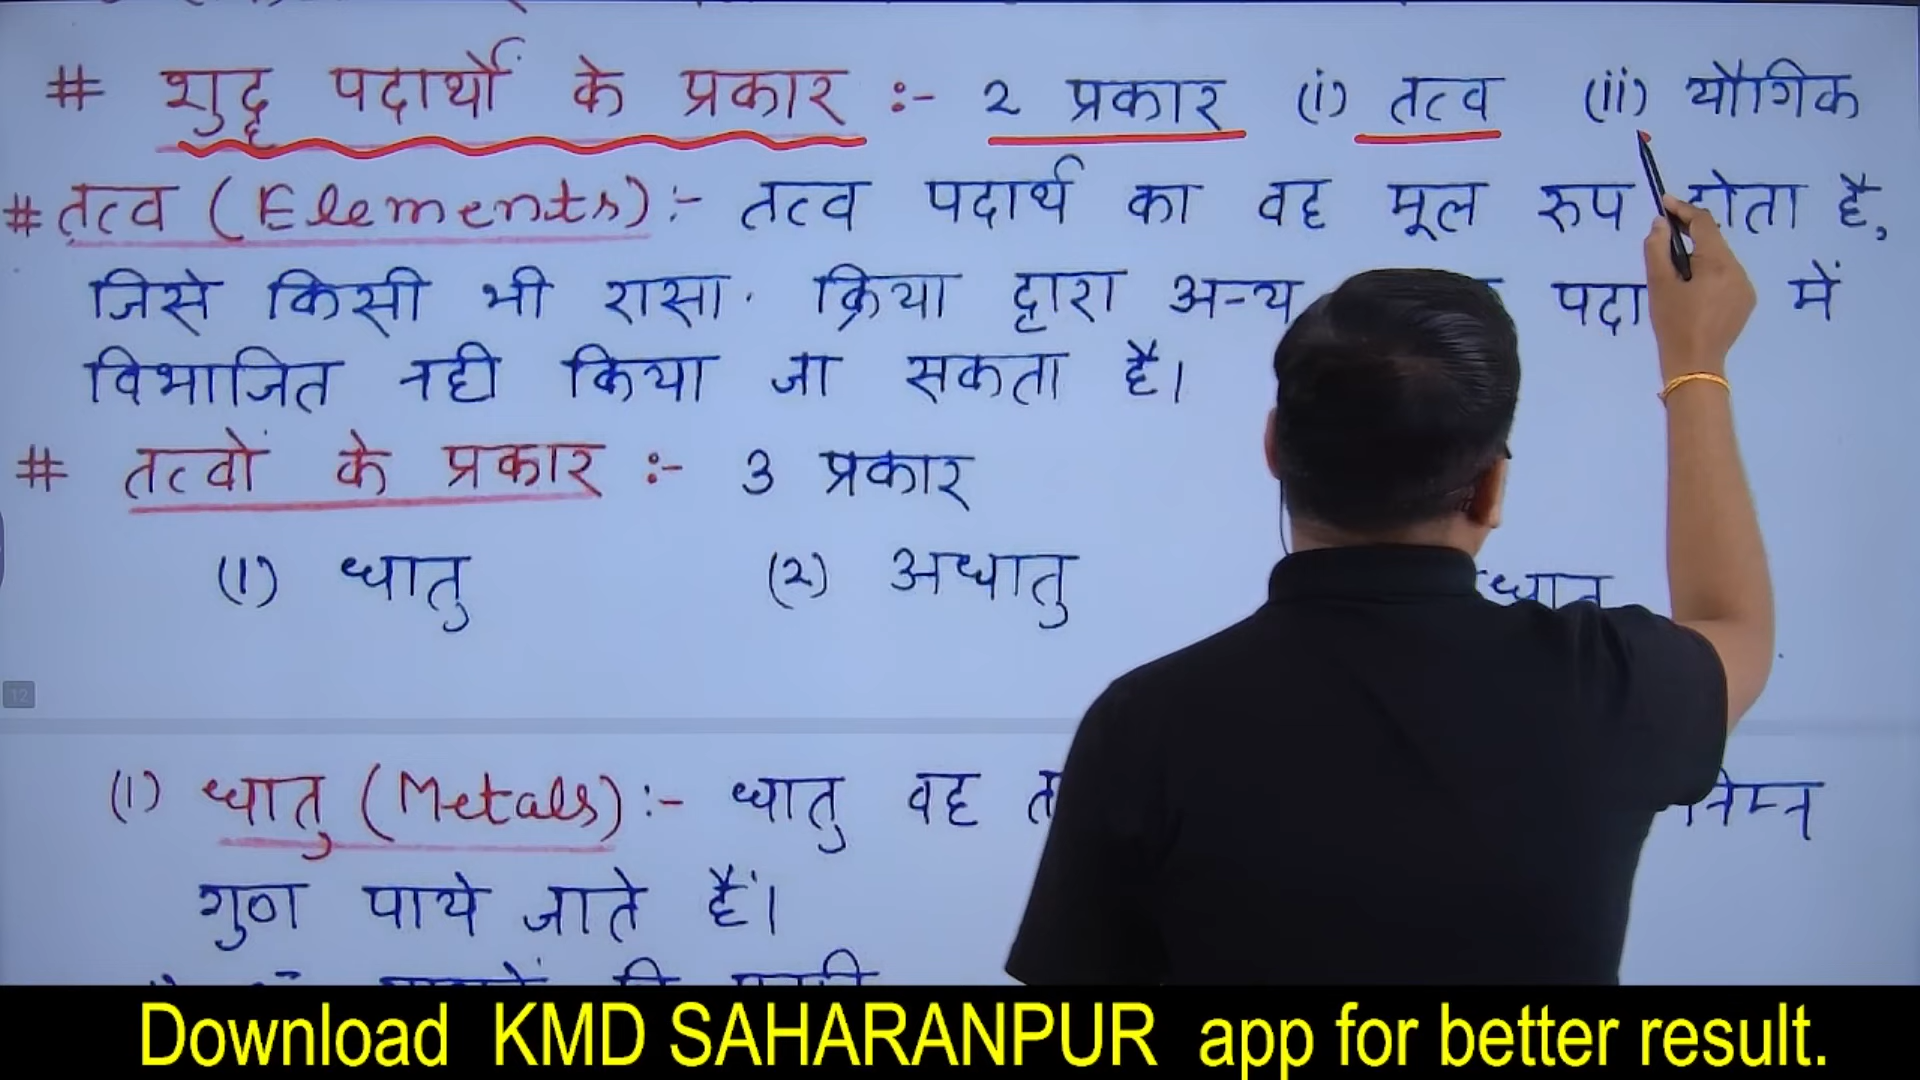 # शुद्ध पदार्थों के प्रकार :- 2 प्रकार (i) तत्व (ii) यौगिक
# तत्व (Elements) :- तत्व पदार्थ का वह मूल रुप होता है,
जिसे किसी भी रासा. क्रिया द्वारा अन्य में
विभाजित नही किया जा सकता है।
# तत्वों के प्रकार :- 3 प्रकार
(1) धातु (2) अधातु
12
(1) धातु (Metals) :- धातु वह निम्न
गुण पाये जाते हैं।
Download KMD SAHARANPUR app for better result.